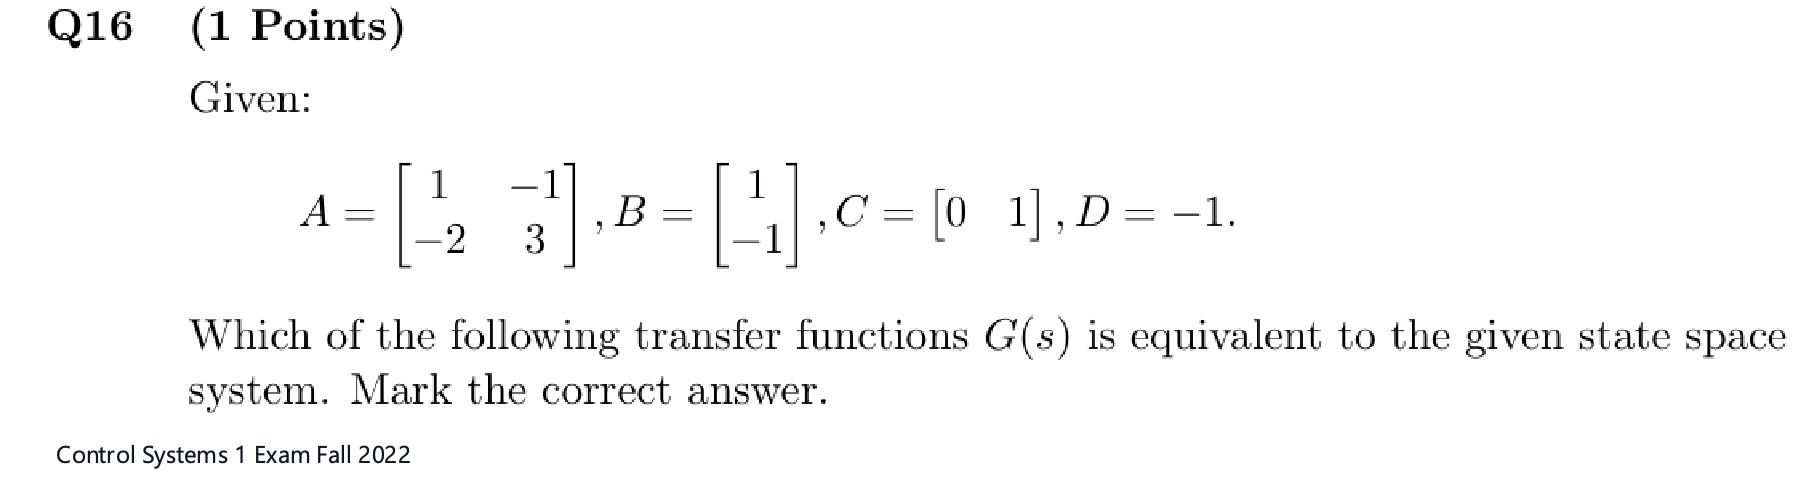 Q16 (1 Points)
Given:
A = [1 −1; −2 3], B = [1; −1], C = [0 1], D = −1.
Which of the following transfer functions G(s) is equivalent to the given state space
system. Mark the correct answer.
Control Systems 1 Exam Fall 2022